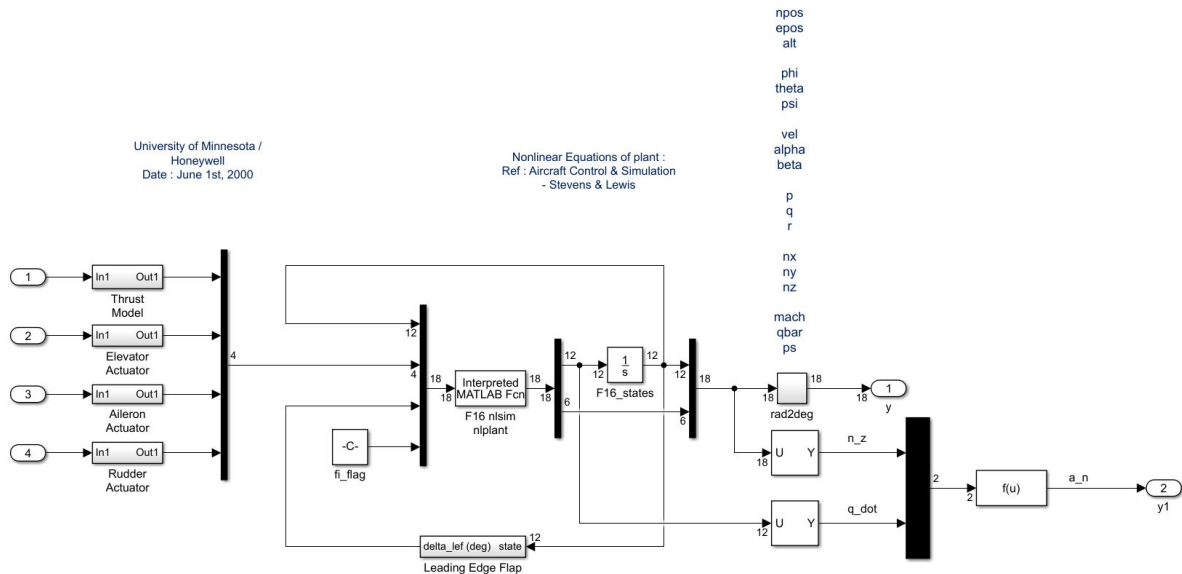 npos
epos
alt
phi
theta
psi
vel
alpha
beta
p
q
r
nx
ny
nz
mach
qbar
ps
University of Minnesota /
Honeywell
Date : June 1st, 2000
Nonlinear Equations of plant :
Ref : Aircraft Control & Simulation
- Stevens & Lewis
1
In1 Out1
Thrust
Model
2
In1 Out1
Elevator
Actuator
3
In1 Out1
Aileron
Actuator
4
In1 Out1
Rudder
Actuator
4
12
4
-C-
fi_flag
18
18
Interpreted
MATLAB Fcn
F16 nlsim
nlplant
18
18
12
6
12
1
s
F16_states
12
12
6
18
18
rad2deg
18
18
1
y
18
U Y
n_z
12
U Y
q_dot
2
2
f(u)
a_n
2
y1
delta_lef (deg) state
12
Leading Edge Flap